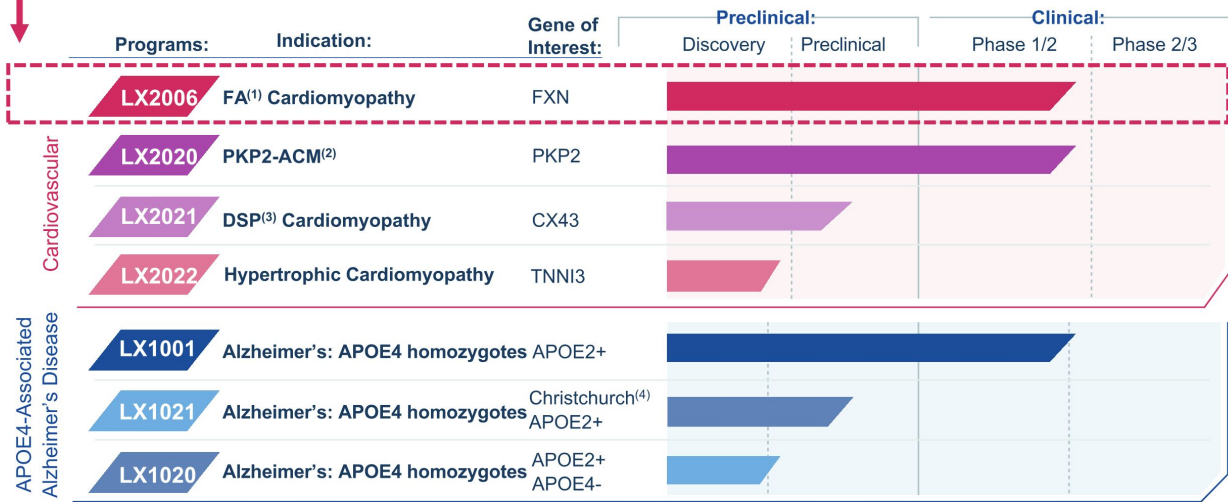 Preclinical: Clinical:
Programs: Indication: Gene of Interest: Discovery Preclinical Phase 1/2 Phase 2/3
LX2006 FA(1) Cardiomyopathy FXN
Cardiovascular
LX2020 PKP2-ACM(2) PKP2
LX2021 DSP(3) Cardiomyopathy CX43
LX2022 Hypertrophic Cardiomyopathy TNNI3
APOE4-Associated
Alzheimer's Disease
LX1001 Alzheimer's: APOE4 homozygotes APOE2+
LX1021 Alzheimer's: APOE4 homozygotes Christchurch(4) APOE2+
LX1020 Alzheimer's: APOE4 homozygotes APOE2+ APOE4-